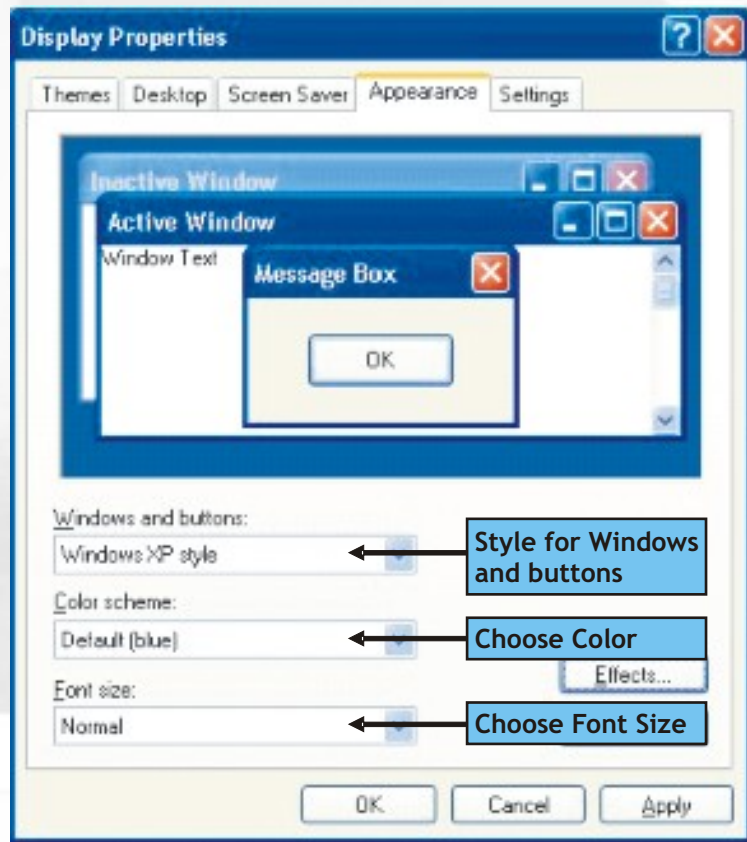 Display Properties
Themes Desktop Screen Saver Appearance Settings
Inactive Window
Active Window
Window Text
Message Box
OK
Windows and buttons:
Windows XP style
Style for Windows
and buttons
Color scheme:
Default (blue)
Choose Color
Effects...
Font size:
Normal
Choose Font Size
OK Cancel Apply